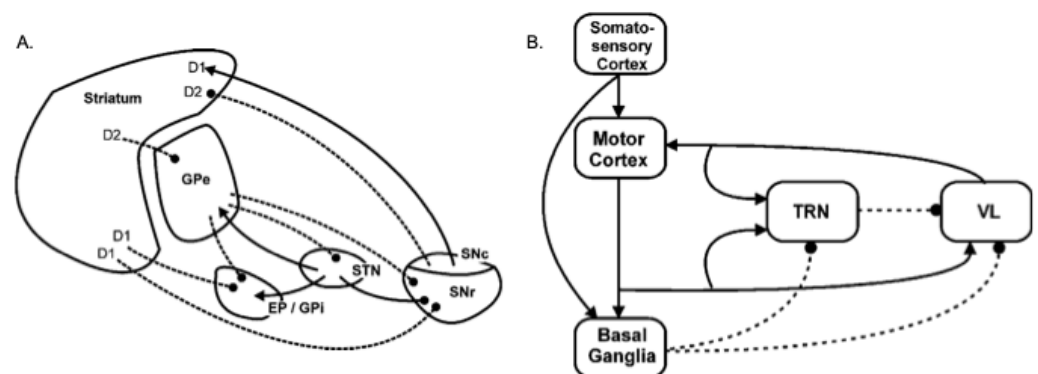 A.
D1
D2
Striatum
D2
GPe
D1
D1
STN
SNc
SNr
EP / GPi
B.
Somato-
sensory
Cortex
Motor
Cortex
TRN
VL
Basal
Ganglia